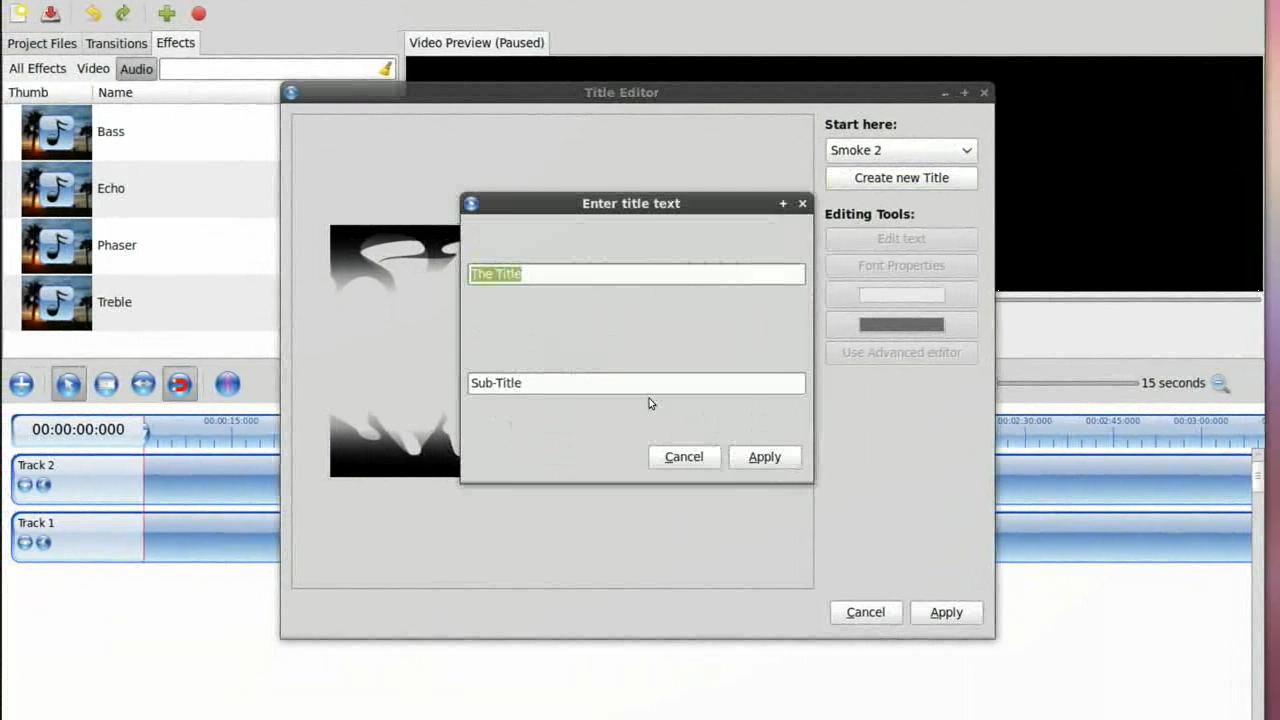 Project Files Transitions Effects
Video Preview (Paused)
All Effects Video Audio
Thumb Name
Bass
Echo
Phaser
Treble
Title Editor
Start here:
Smoke 2
Create new Title
Editing Tools:
Edit text
Font Properties
Use Advanced editor
Enter title text
The Title
Sub-Title
Cancel Apply
Cancel Apply
15 seconds
00:00:00:000
00:00:15:000
00:02:30:000 00:02:45:000 00:03:00:000
Track 2
Track 1